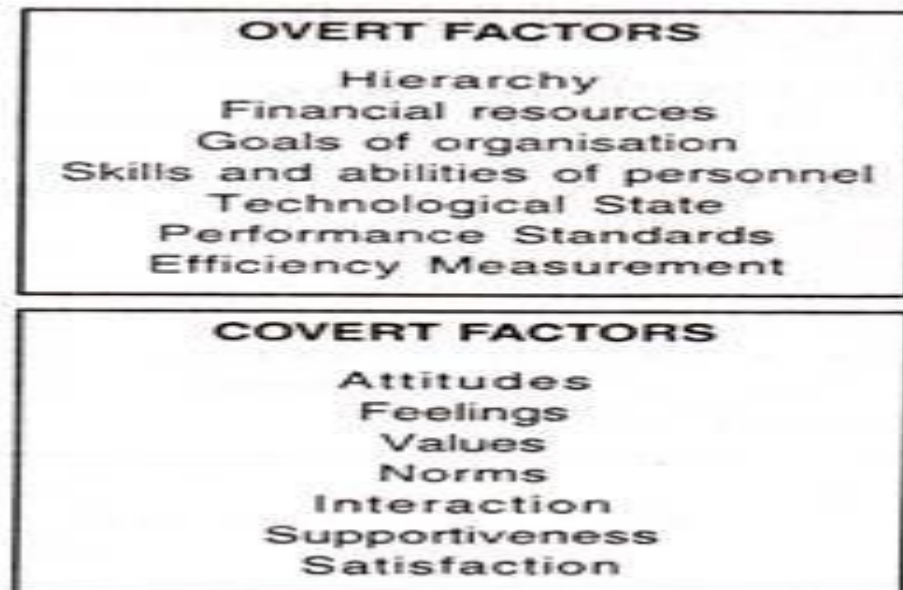 OVERT FACTORS
Hierarchy
Financial resources
Goals of organisation
Skills and abilities of personnel
Technological State
Performance Standards
Efficiency Measurement
COVERT FACTORS
Attitudes
Feelings
Values
Norms
Interaction
Supportiveness
Satisfaction